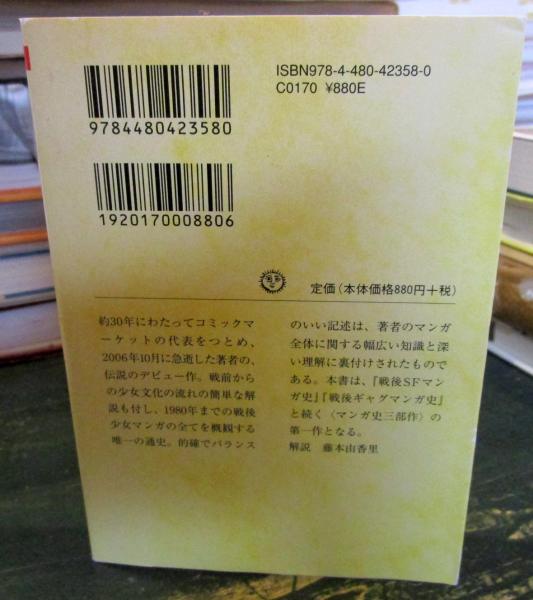 ISBN978-4-480-42358-0
C0170 ¥880E
9784480423580
1920170008806
定価(本体価格880円+税)
約30年にわたってコミックマ
ーケットの代表をつとめ、
2006年10月に急逝した著者の、
伝説のデビュー作。戦前から
の少女文化の流れの簡単な解
説も付し、1980年までの戦後
少女マンガの全てを概観する
唯一の通史。的確でバランス
のいい記述は、著者のマンガ
全体に関する幅広い知識と深
い理解に裏付けされたもので
ある。本書は、『戦後SFマン
ガ史』『戦後ギャグマンガ史』
と続く〈マンガ史三部作〉の
第一作となる。
解説 藤本由香里